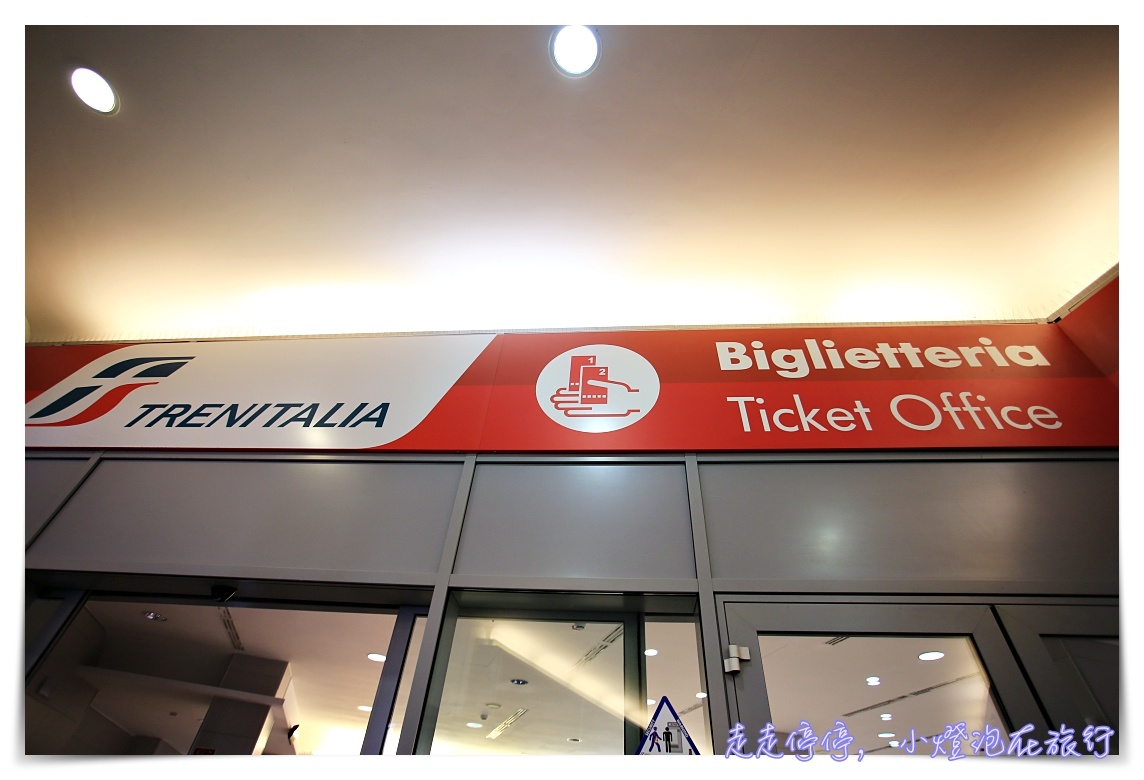 TRENITALIA
1
2
Biglietteria
Ticket Office
走走停停, 小燈泡在旅行